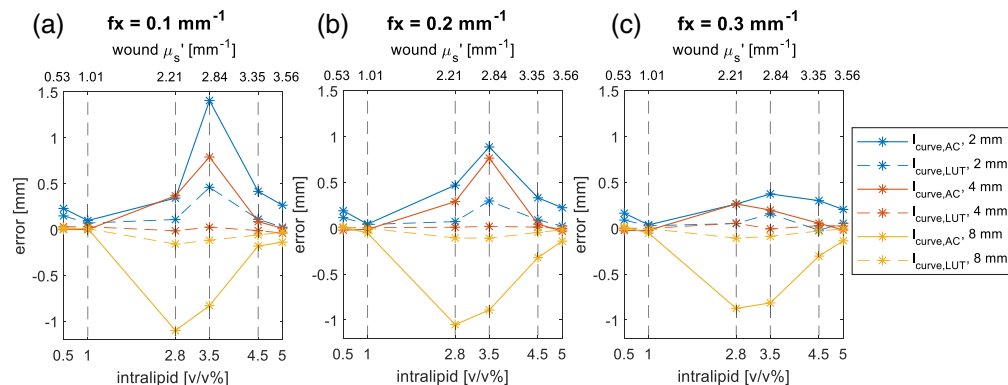 (a) fx = 0.1 mm⁻¹
wound μₛ' [mm⁻¹]
0.53 1.01 2.21 2.84 3.35 3.56
1.5
1
0.5
0
-0.5
-1
error [mm]
0.5 1 2.8 3.5 4.5 5
intralipid [v/v%]
(b) fx = 0.2 mm⁻¹
wound μₛ' [mm⁻¹]
0.53 1.01 2.21 2.84 3.35 3.56
1.5
1
0.5
0
-0.5
-1
error [mm]
0.5 1 2.8 3.5 4.5 5
intralipid [v/v%]
(c) fx = 0.3 mm⁻¹
wound μₛ' [mm⁻¹]
0.53 1.01 2.21 2.84 3.35 3.56
1.5
1
0.5
0
-0.5
-1
error [mm]
0.5 1 2.8 3.5 4.5 5
intralipid [v/v%]
I curve,AC, 2 mm
I curve,LUT, 2 mm
I curve,AC, 4 mm
I curve,LUT, 4 mm
I curve,AC, 8 mm
I curve,LUT, 8 mm